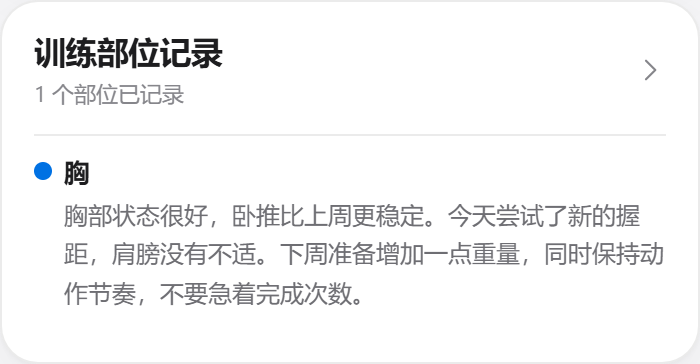 训练部位记录
1 个部位已记录
胸
胸部状态很好，卧推比上周更稳定。今天尝试了新的握
距，肩膀没有不适。下周准备增加一点重量，同时保持动
作节奏，不要急着完成次数。